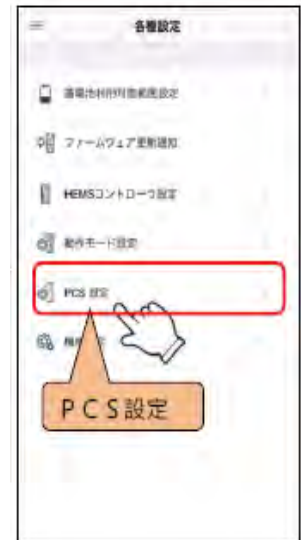 各種設定
蓄電池利用可能範囲設定
ファームウェア更新通知
HEMSコントローラ設定
動作モード設定
PCS 設定
PCS設定